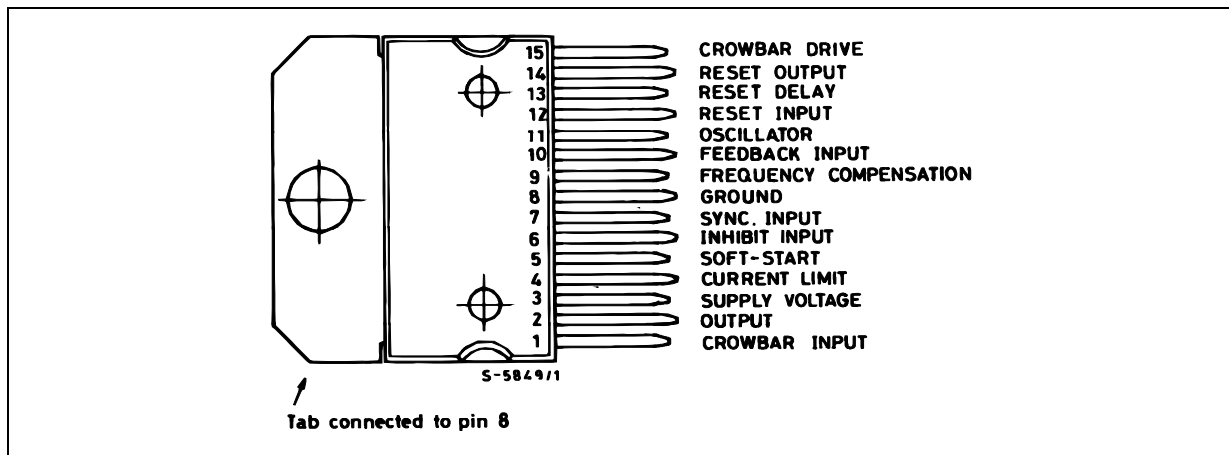 15 CROWBAR DRIVE
14 RESET OUTPUT
13 RESET DELAY
12 RESET INPUT
11 OSCILLATOR
10 FEEDBACK INPUT
9 FREQUENCY COMPENSATION
8 GROUND
7 SYNC. INPUT
6 INHIBIT INPUT
5 SOFT-START
4 CURRENT LIMIT
3 SUPPLY VOLTAGE
2 OUTPUT
1 CROWBAR INPUT
S-5849/1
Tab connected to pin 8